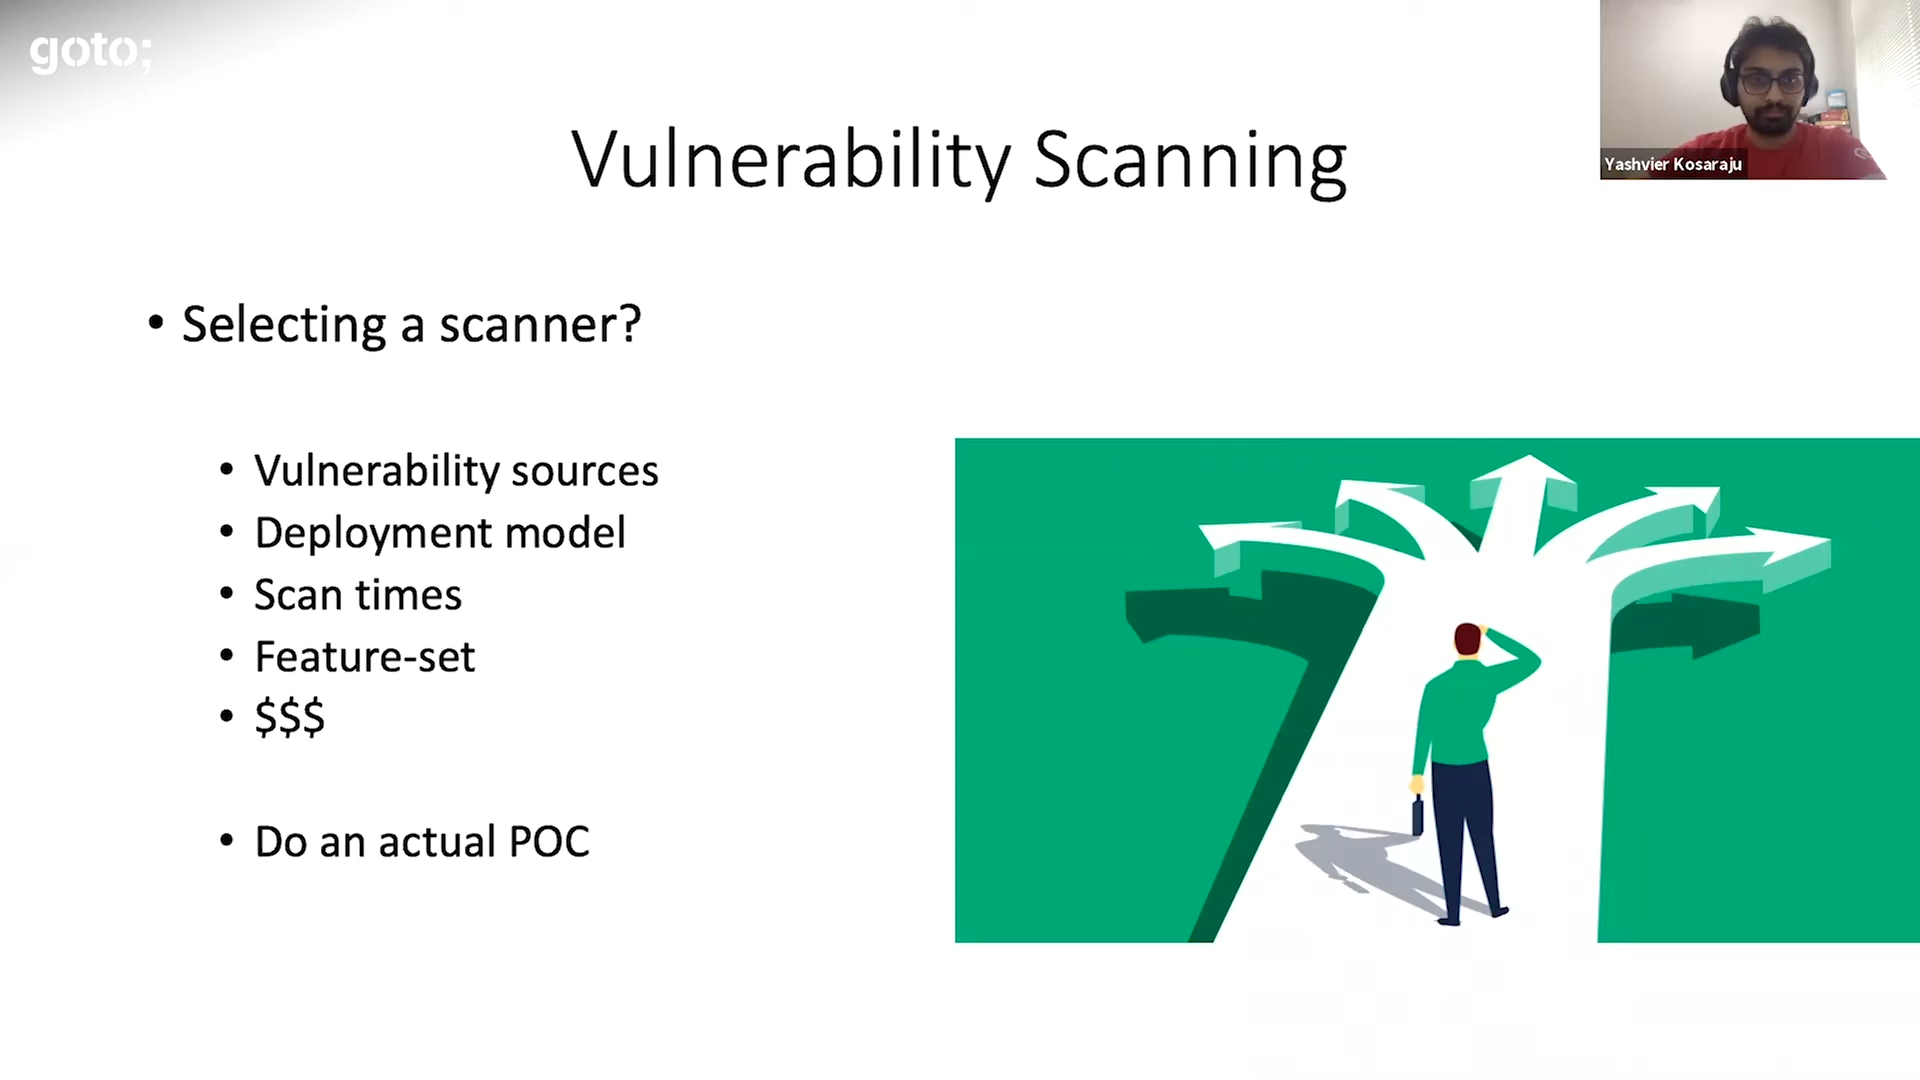 goto;
Yashvier Kosaraju
Vulnerability Scanning
• Selecting a scanner?
• Vulnerability sources
• Deployment model
• Scan times
• Feature-set
• $$$
• Do an actual POC